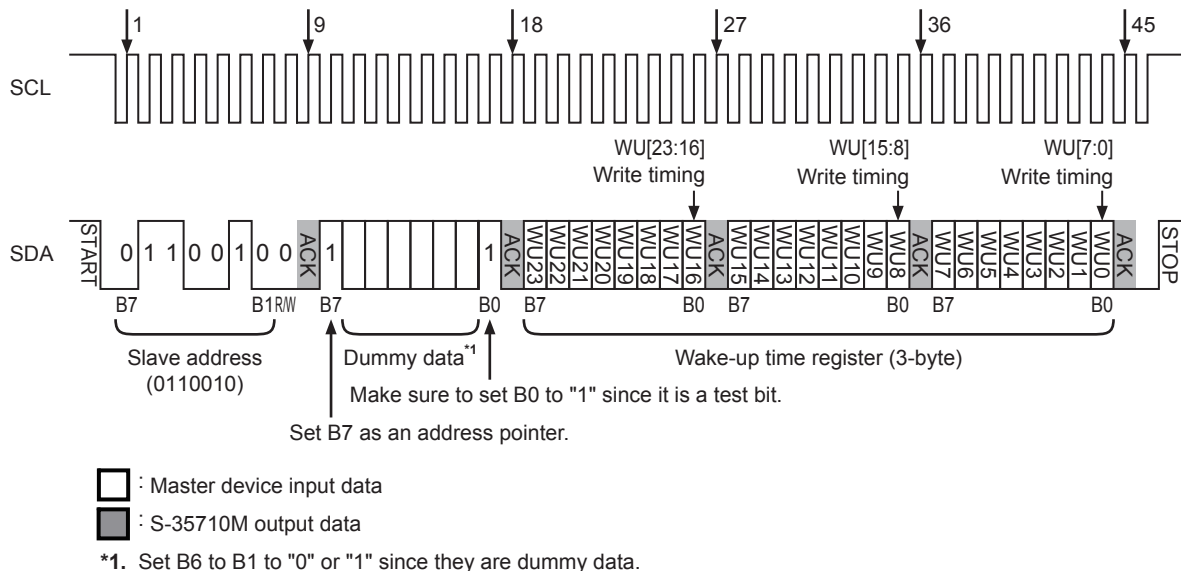 1 9 18 27 36 45
SCL
WU[23:16] WU[15:8] WU[7:0]
Write timing Write timing Write timing
SDA START 0 1 1 0 0 1 0 0 ACK 1 1 ACK WU23 WU22 WU21 WU20 WU19 WU18 WU17 WU16 ACK WU15 WU14 WU13 WU12 WU11 WU10 WU9 WU8 ACK WU7 WU6 WU5 WU4 WU3 WU2 WU1 WU0 ACK STOP
B7 B1 R/W B7 B0 B7 B0 B7 B0 B7 B0
Slave address Dummy data*1 Wake-up time register (3-byte)
(0110010)
Make sure to set B0 to "1" since it is a test bit.
Set B7 as an address pointer.
: Master device input data
: S-35710M output data
*1. Set B6 to B1 to "0" or "1" since they are dummy data.